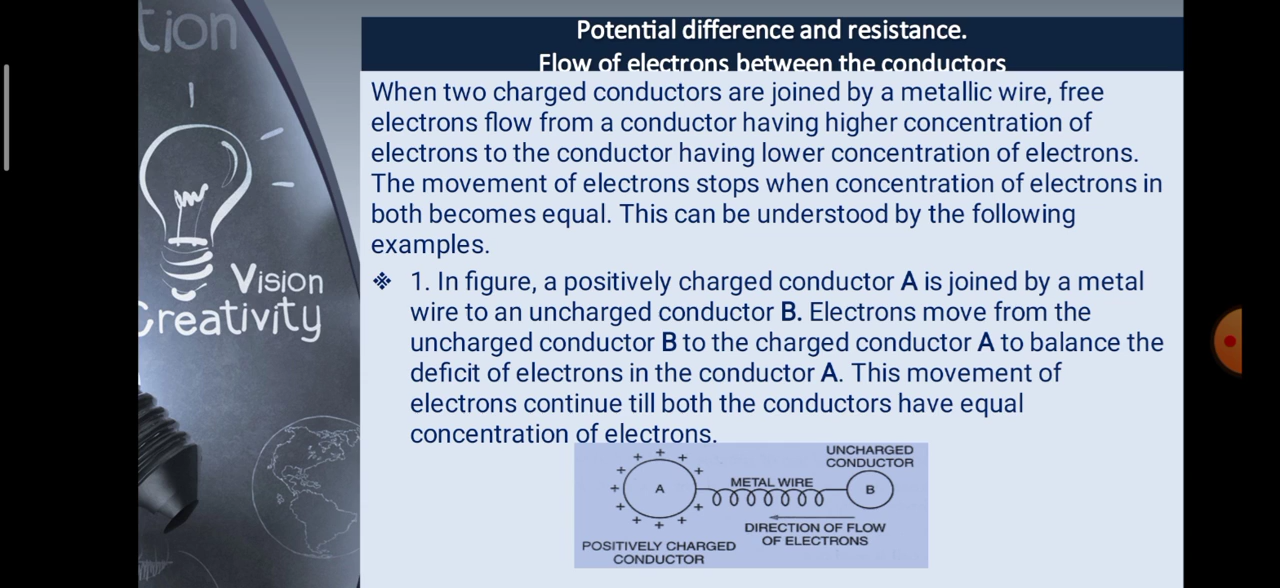 tion
Vision
Creativity
Potential difference and resistance.
Flow of electrons between the conductors
When two charged conductors are joined by a metallic wire, free
electrons flow from a conductor having higher concentration of
electrons to the conductor having lower concentration of electrons.
The movement of electrons stops when concentration of electrons in
both becomes equal. This can be understood by the following
examples.
❖ 1. In figure, a positively charged conductor A is joined by a metal
wire to an uncharged conductor B. Electrons move from the
uncharged conductor B to the charged conductor A to balance the
deficit of electrons in the conductor A. This movement of
electrons continue till both the conductors have equal
concentration of electrons.
UNCHARGED
CONDUCTOR
METAL WIRE
A
B
DIRECTION OF FLOW
OF ELECTRONS
POSITIVELY CHARGED
CONDUCTOR